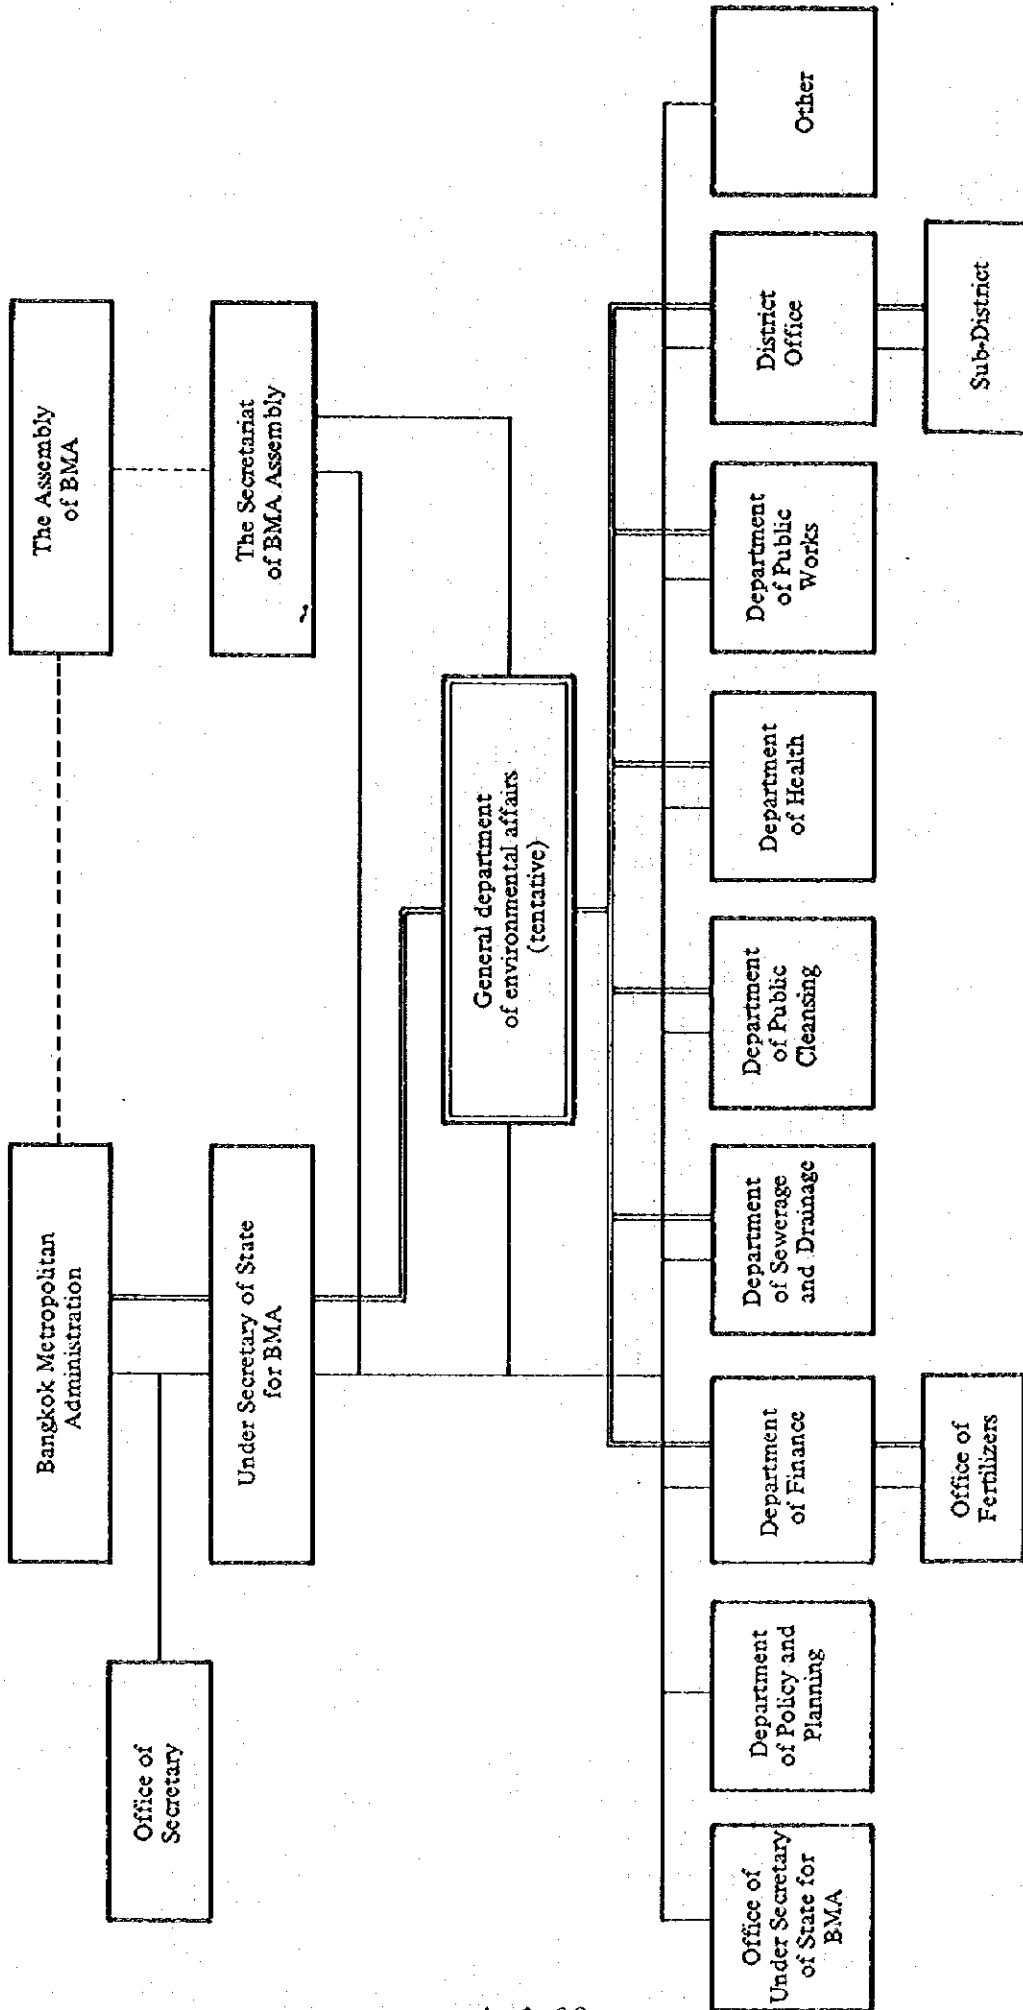 Bangkok Metropolitan
Administration
The Assembly
of BMA
Office of
Secretary
Under Secretary of State
for BMA
The Secretariat
of BMA Assembly
General department
of environmental affairs
(tentative)
Office of
Under Secretary
of State for
BMA
Department
of Policy and
Planning
Department
of Finance
Department
of Sewerage
and Drainage
Department
of Public
Cleansing
Department
of Health
Department
of Public
Works
District
Office
Other
Office of
Fertilizers
Sub-District